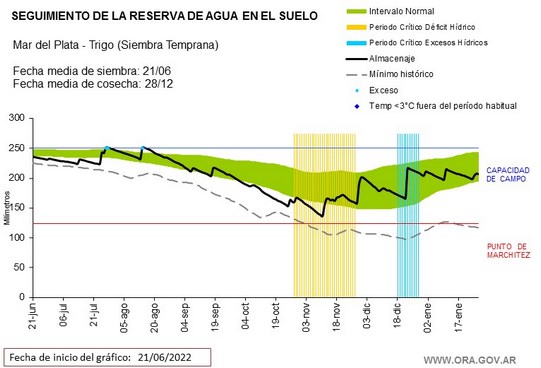 SEGUIMIENTO DE LA RESERVA DE AGUA EN EL SUELO
Mar del Plata - Trigo (Siembra Temprana)
Fecha media de siembra: 21/06
Fecha media de cosecha: 28/12
Intervalo Normal
Periodo Crítico Déficit Hídrico
Periodo Crítico Excesos Hídricos
Almacenaje
Mínimo histórico
Exceso
Temp <3°C fuera del período habitual
Milímetros
300
250
200
150
100
50
0
CAPACIDAD
DE CAMPO
PUNTO DE
MARCHITEZ
21-jun
06-jul
21-jul
05-ago
20-ago
04-sep
19-sep
04-oct
19-oct
03-nov
18-nov
03-dic
18-dic
02-ene
17-ene
Fecha de inicio del gráfico: 21/06/2022
WWW.ORA.GOV.AR